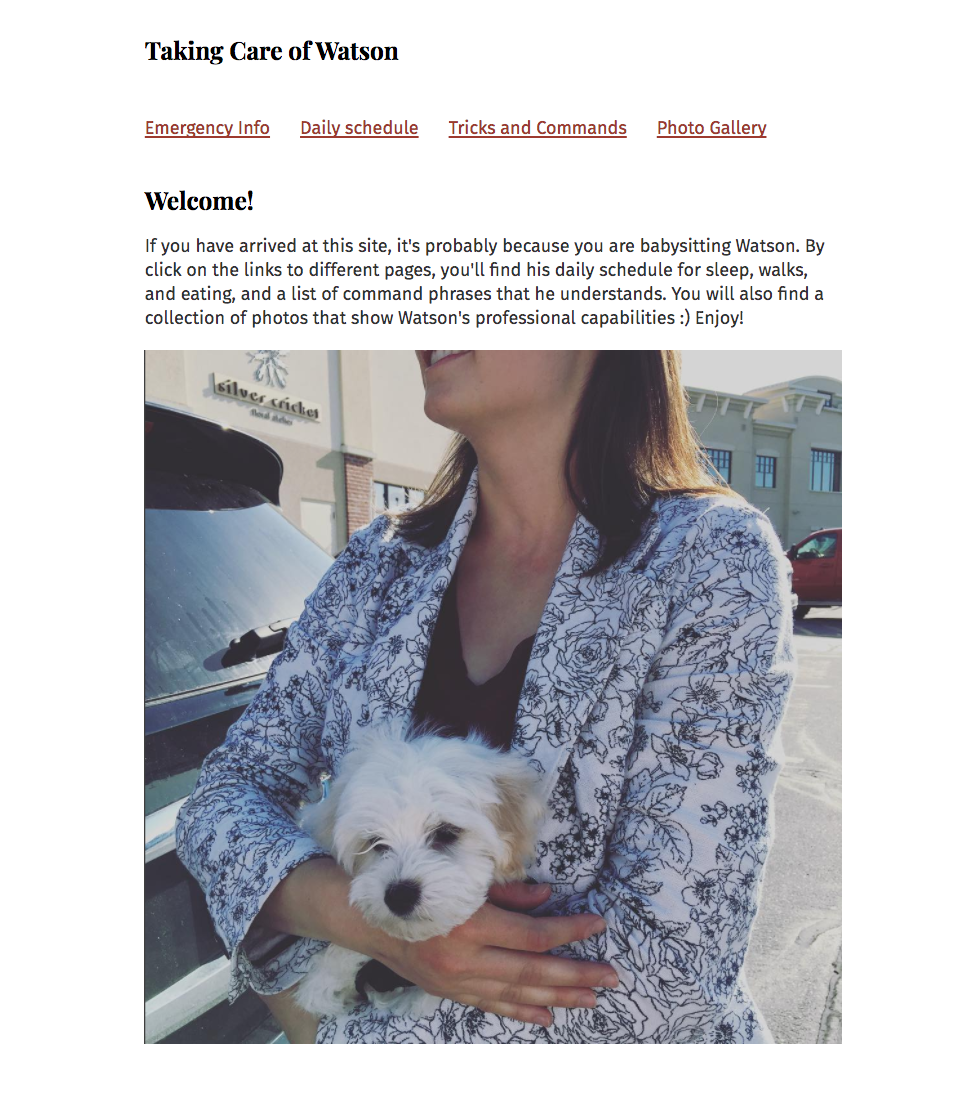 Taking Care of Watson
Emergency Info Daily schedule Tricks and Commands Photo Gallery
Welcome!
If you have arrived at this site, it's probably because you are babysitting Watson. By
click on the links to different pages, you'll find his daily schedule for sleep, walks,
and eating, and a list of command phrases that he understands. You will also find a
collection of photos that show Watson's professional capabilities :) Enjoy!
silver cricket